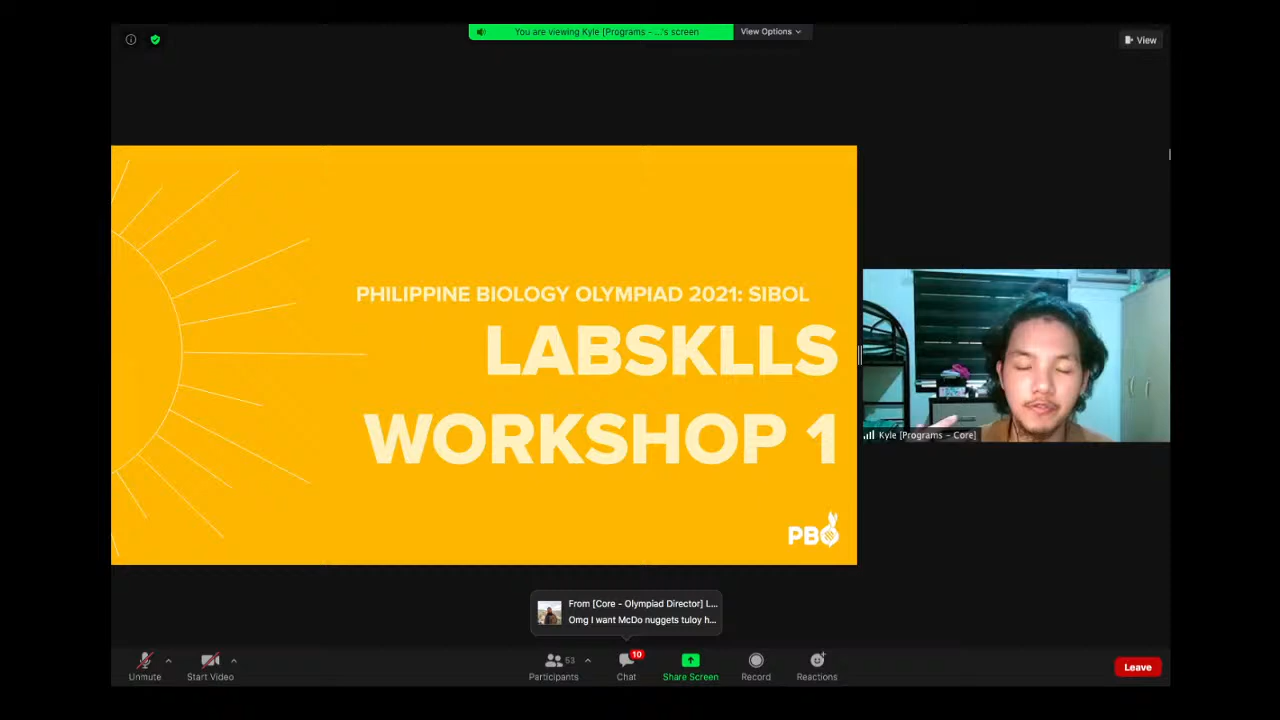 You are viewing Kyle [Programs - ...'s screen
View Options
View
PHILIPPINE BIOLOGY OLYMPIAD 2021: SIBOL
LABSKLLS
WORKSHOP 1
PBO
Kyle [Programs – Core]
From [Core - Olympiad Director] L...
Omg I want McDo nuggets tuloy h...
53
10
Unmute
Start Video
Participants
Chat
Share Screen
Record
Reactions
Leave